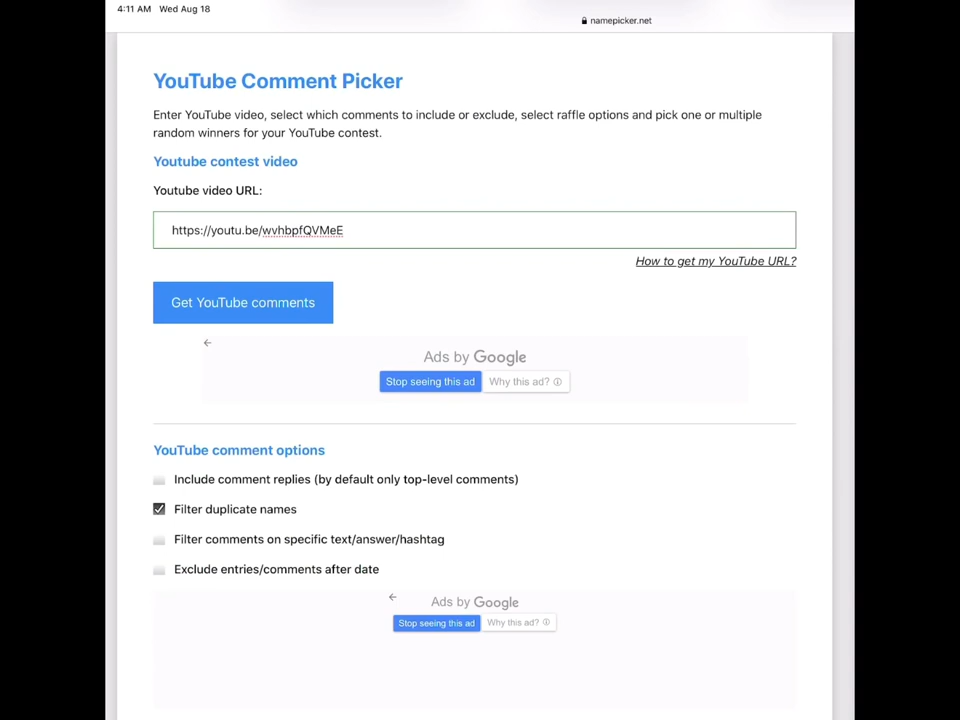 4:11 AM Wed Aug 18
namepicker.net
YouTube Comment Picker
Enter YouTube video, select which comments to include or exclude, select raffle options and pick one or multiple
random winners for your YouTube contest.
Youtube contest video
Youtube video URL:
https://youtu.be/wvhbpfQVMeE
How to get my YouTube URL?
Get YouTube comments
Ads by Google
Stop seeing this ad Why this ad?
YouTube comment options
Include comment replies (by default only top-level comments)
Filter duplicate names
Filter comments on specific text/answer/hashtag
Exclude entries/comments after date
Ads by Google
Stop seeing this ad Why this ad?